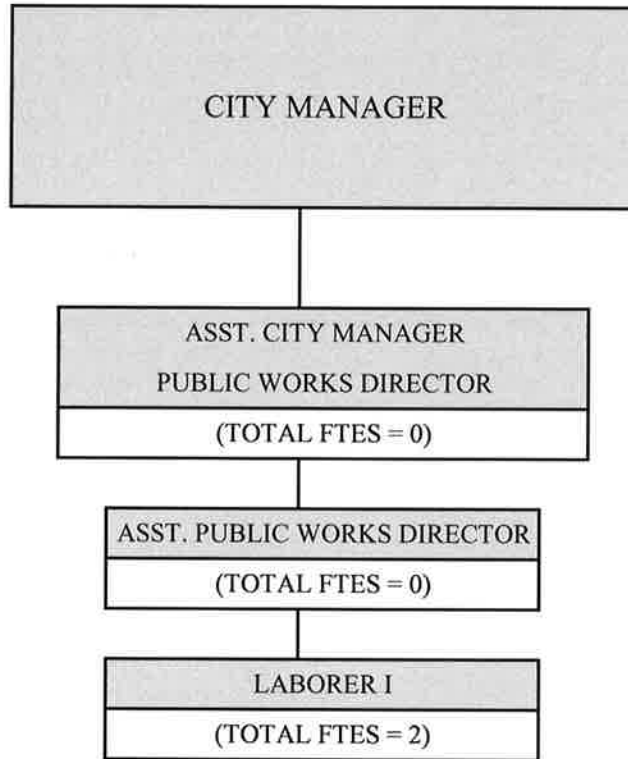 CITY MANAGER
ASST. CITY MANAGER
PUBLIC WORKS DIRECTOR
(TOTAL FTES = 0)
ASST. PUBLIC WORKS DIRECTOR
(TOTAL FTES = 0)
LABORER I
(TOTAL FTES = 2)